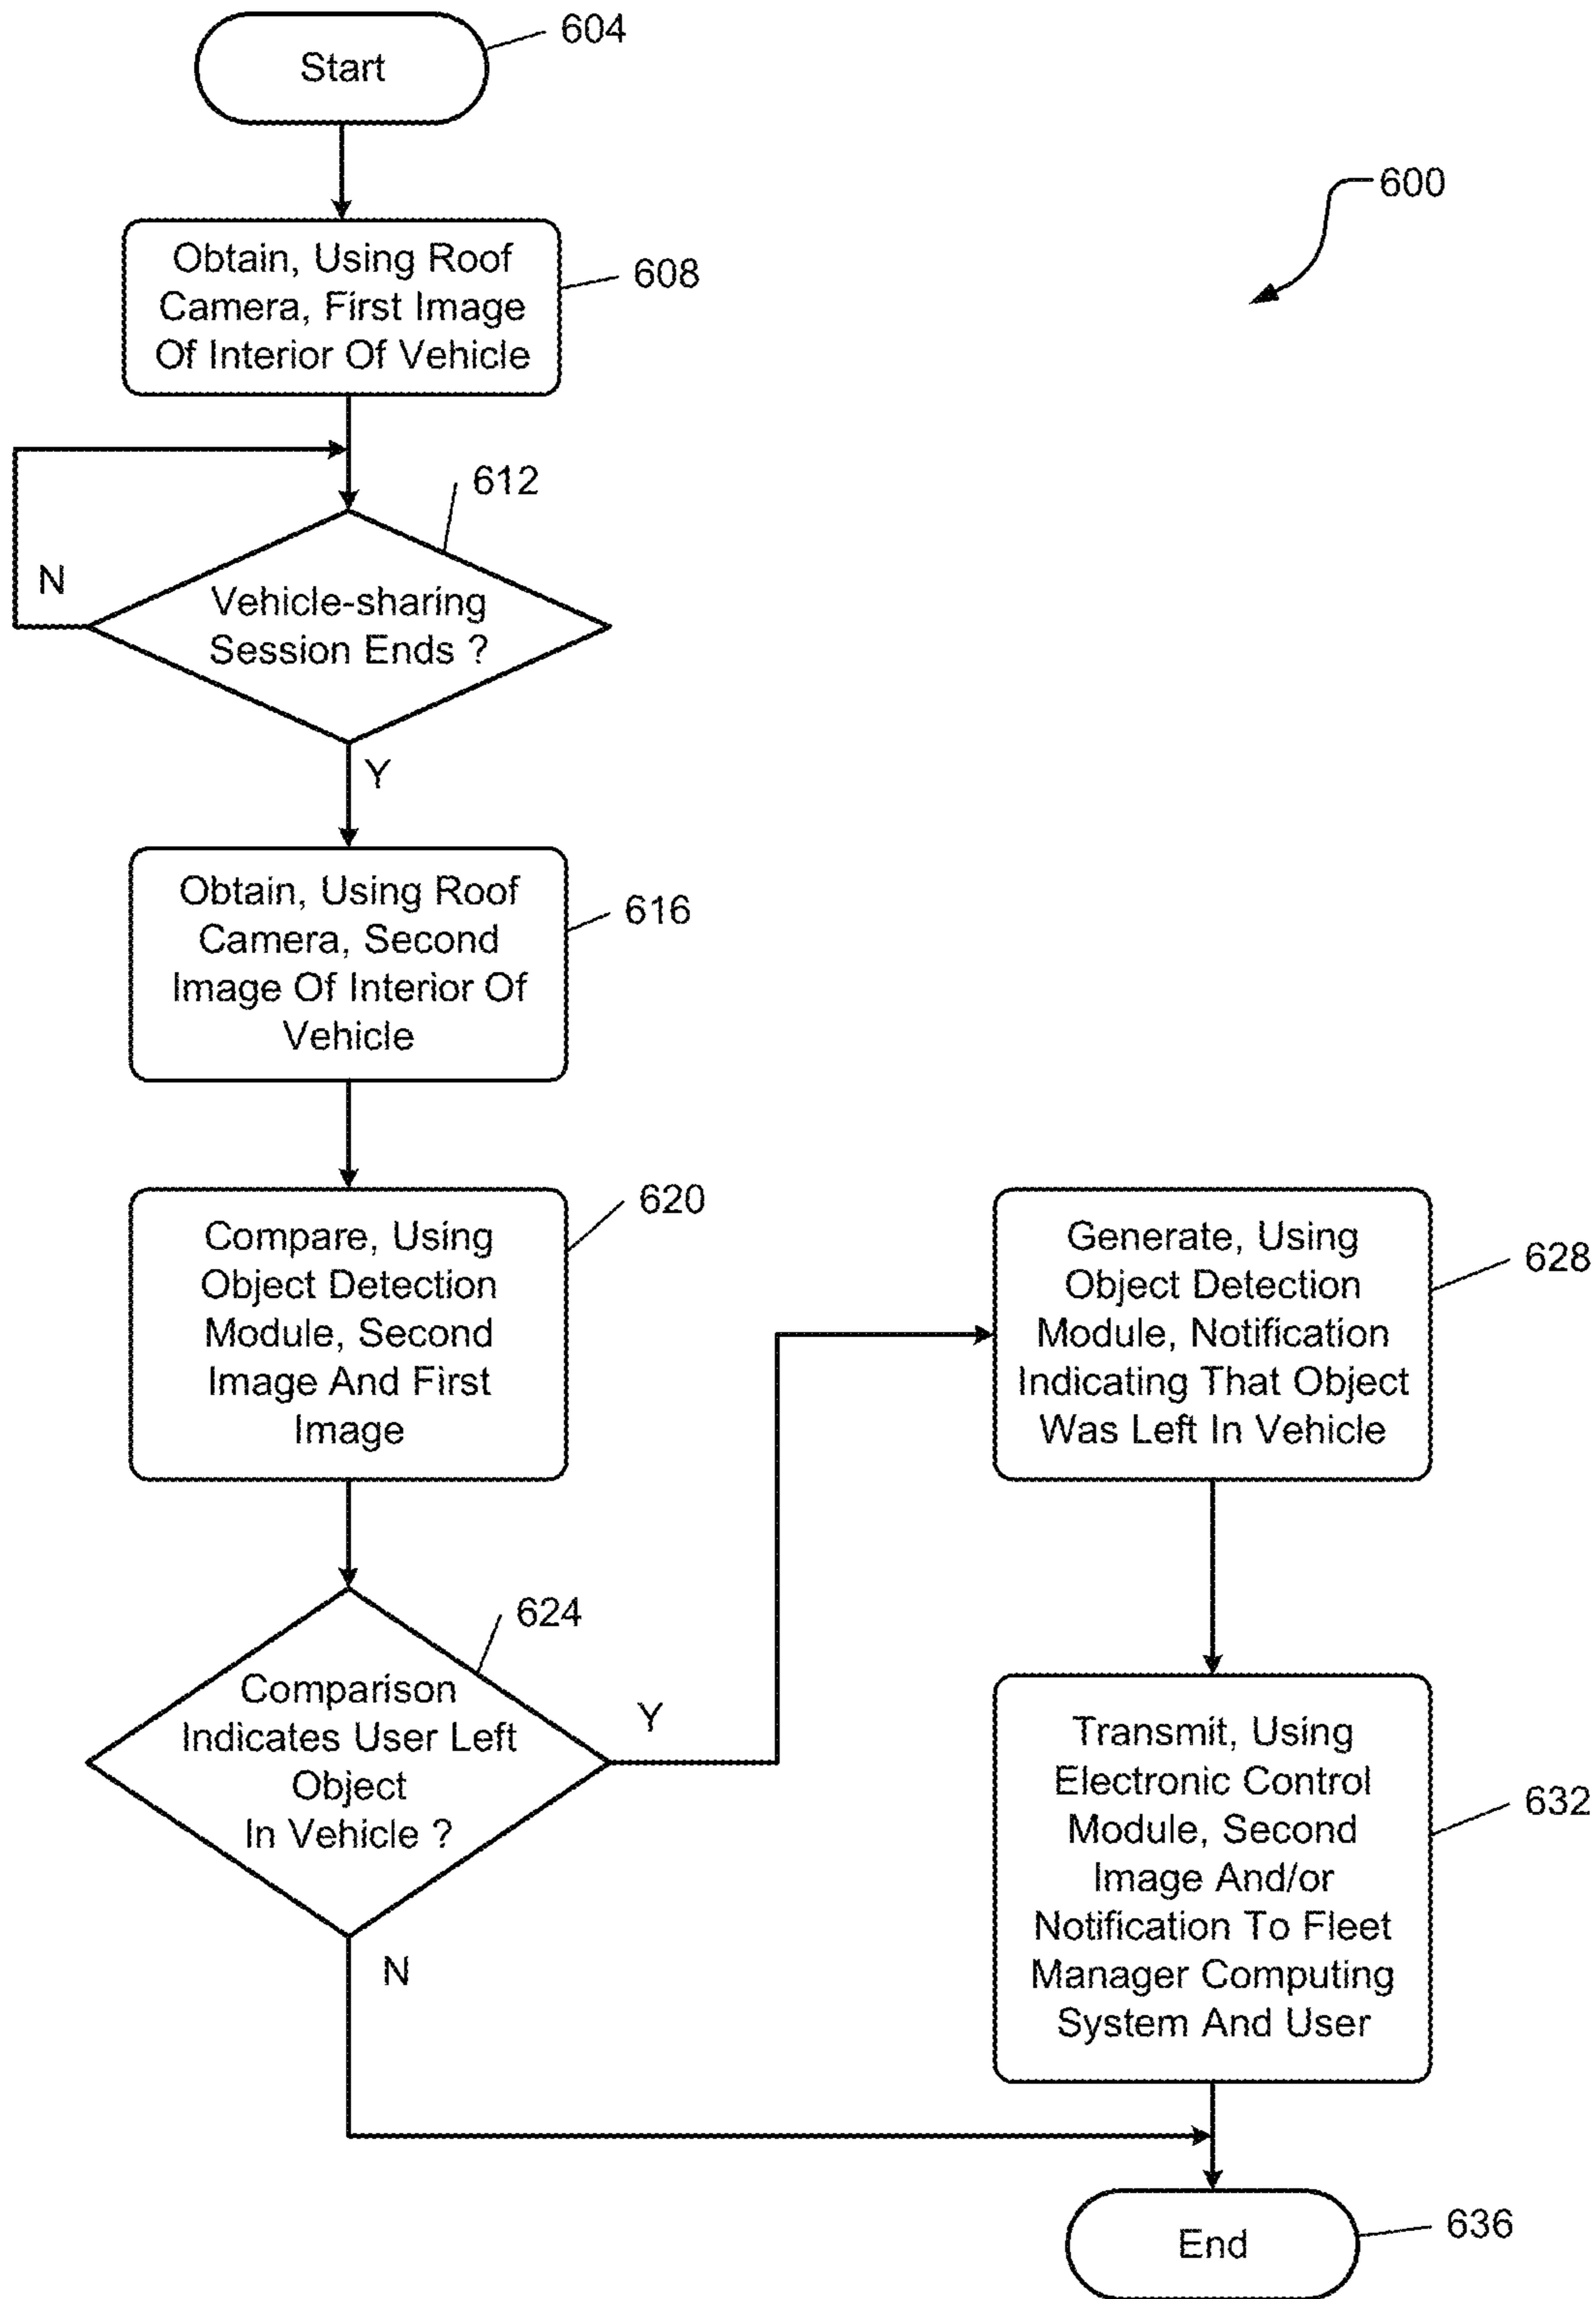 Start
604
600
Obtain, Using Roof
Camera, First Image
Of Interior Of Vehicle
608
612
N
Vehicle-sharing
Session Ends ?
Y
Obtain, Using Roof
Camera, Second
Image Of Interior Of
Vehicle
616
Compare, Using
Object Detection
Module, Second
Image And First
Image
620
Comparison
Indicates User Left
Object
In Vehicle ?
624
Y
N
Generate, Using
Object Detection
Module, Notification
Indicating That Object
Was Left In Vehicle
628
Transmit, Using
Electronic Control
Module, Second
Image And/or
Notification To Fleet
Manager Computing
System And User
632
End
636